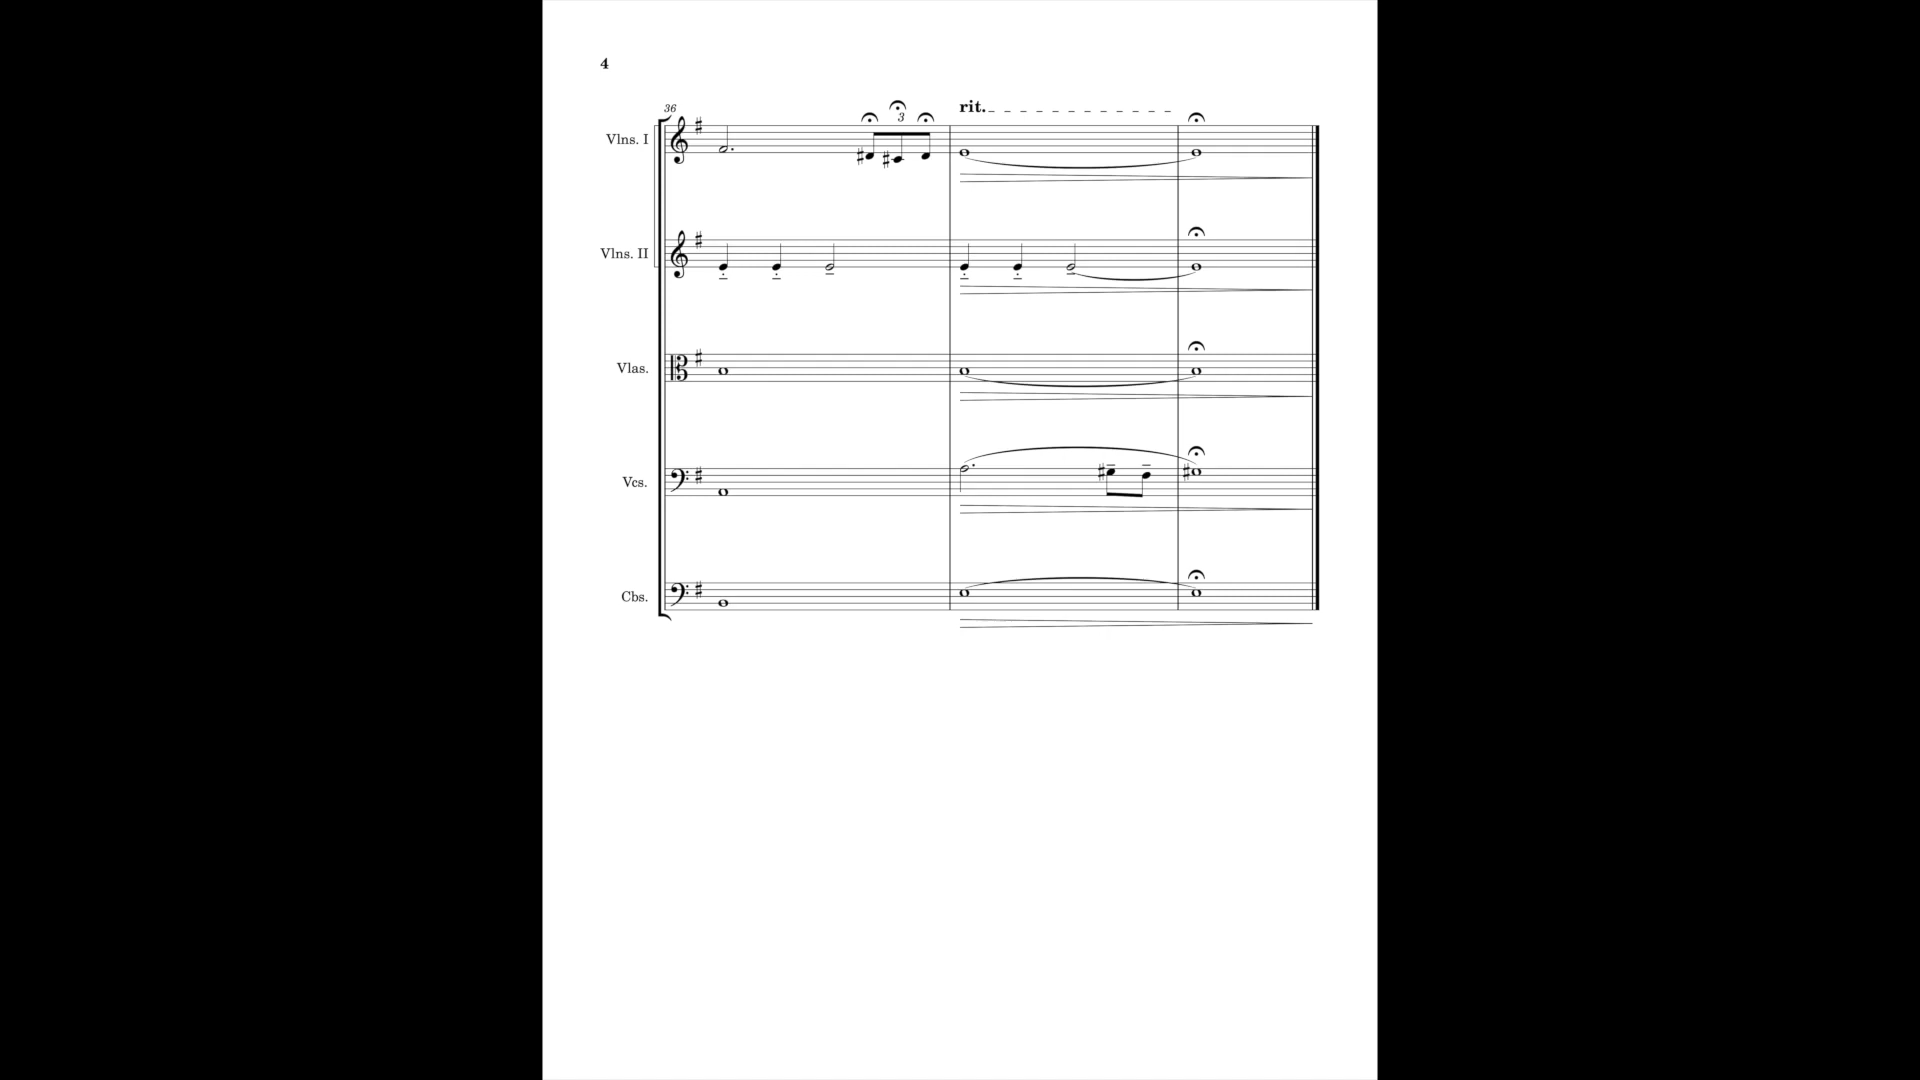 4
36
rit.
3
Vlns. I
Vlns. II
Vlas.
Vcs.
Cbs.